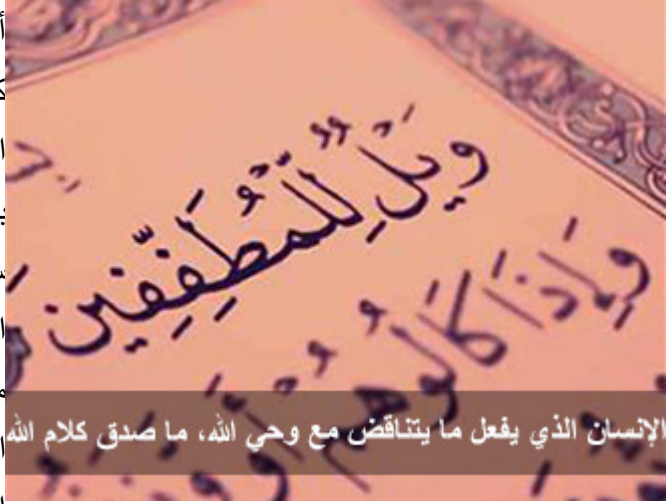 وَيْلٌ لِّلْمُطَفِّفِينَ
وَإِذَا كَالُوهُمْ أَو
الإنسان الذي يفعل ما يتناقض مع وحي الله، ما صدق كلام الله